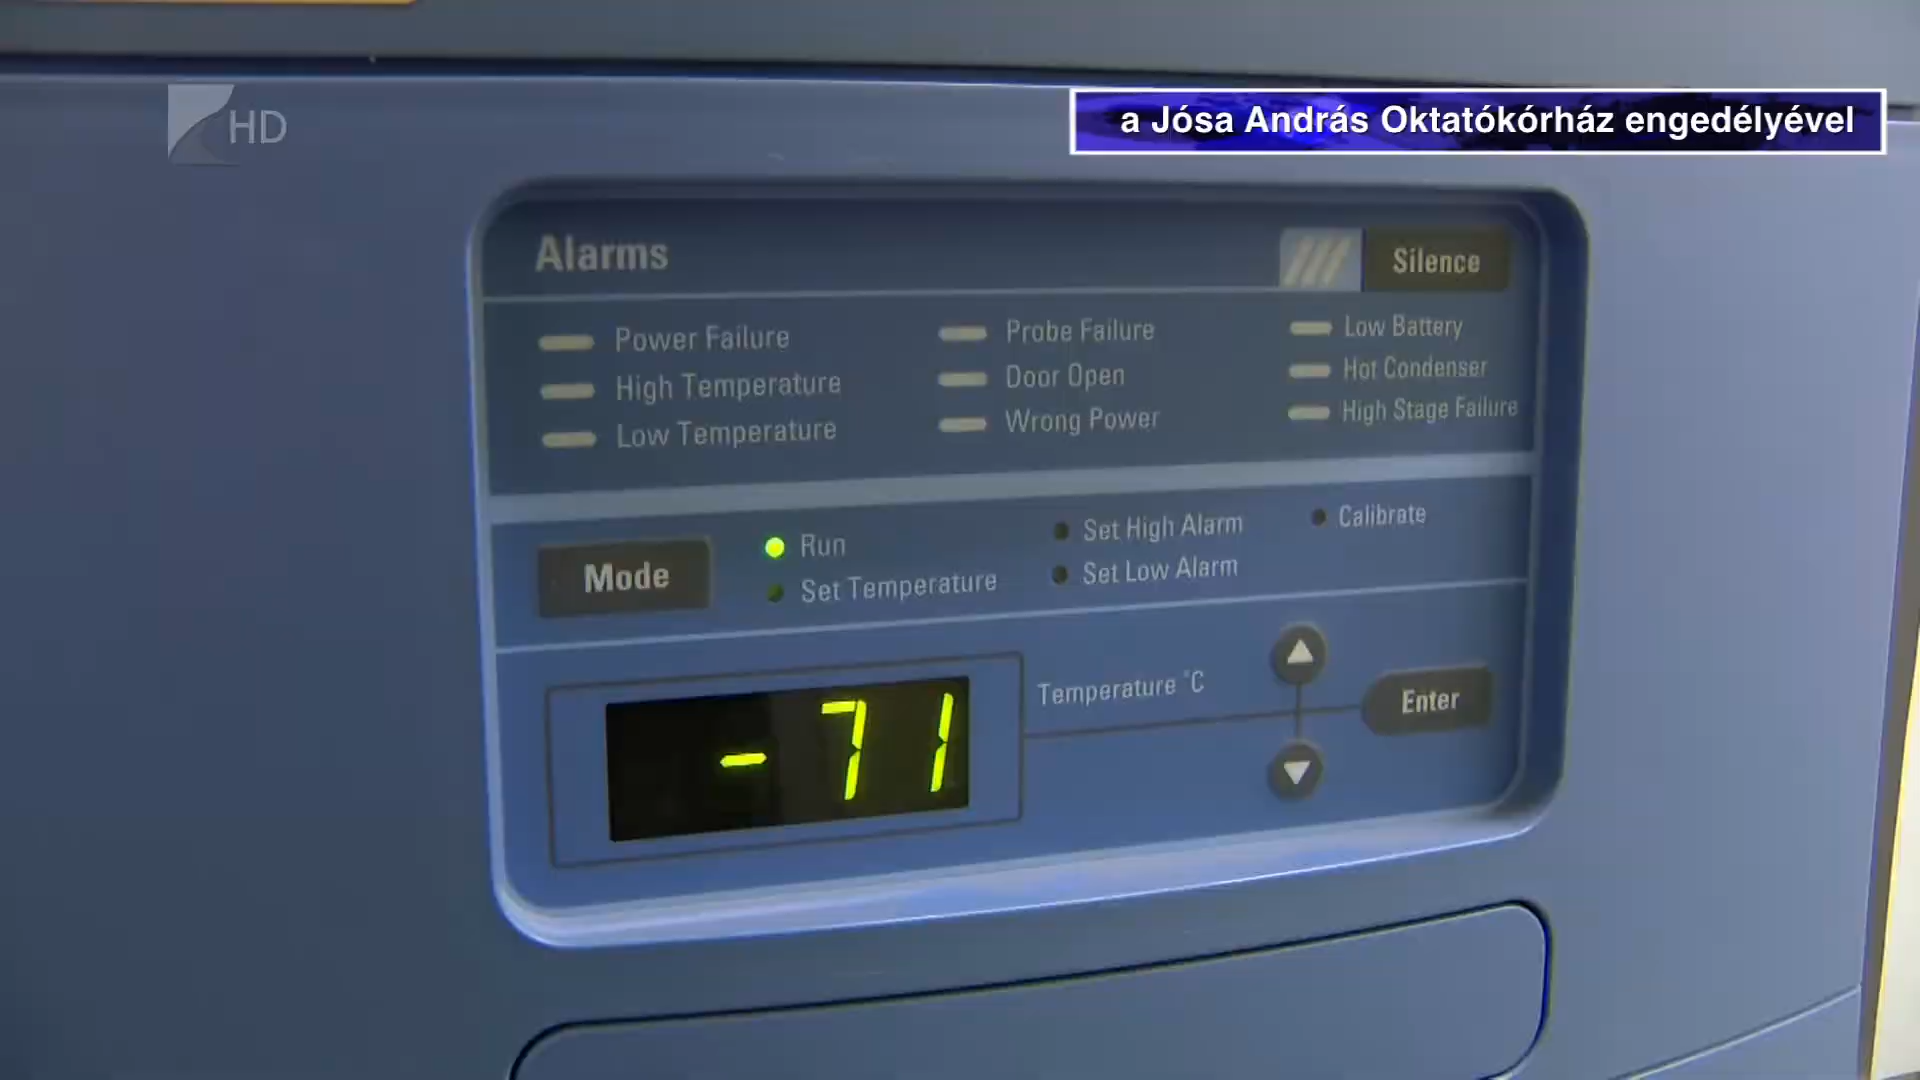 HD
a Jósa András Oktatókórház engedélyével
Alarms
Silence
Power Failure
High Temperature
Low Temperature
Probe Failure
Door Open
Wrong Power
Low Battery
Hot Condenser
High Stage Failure
Mode
Run
Set Temperature
Set High Alarm
Set Low Alarm
Calibrate
-71
Temperature °C
Enter